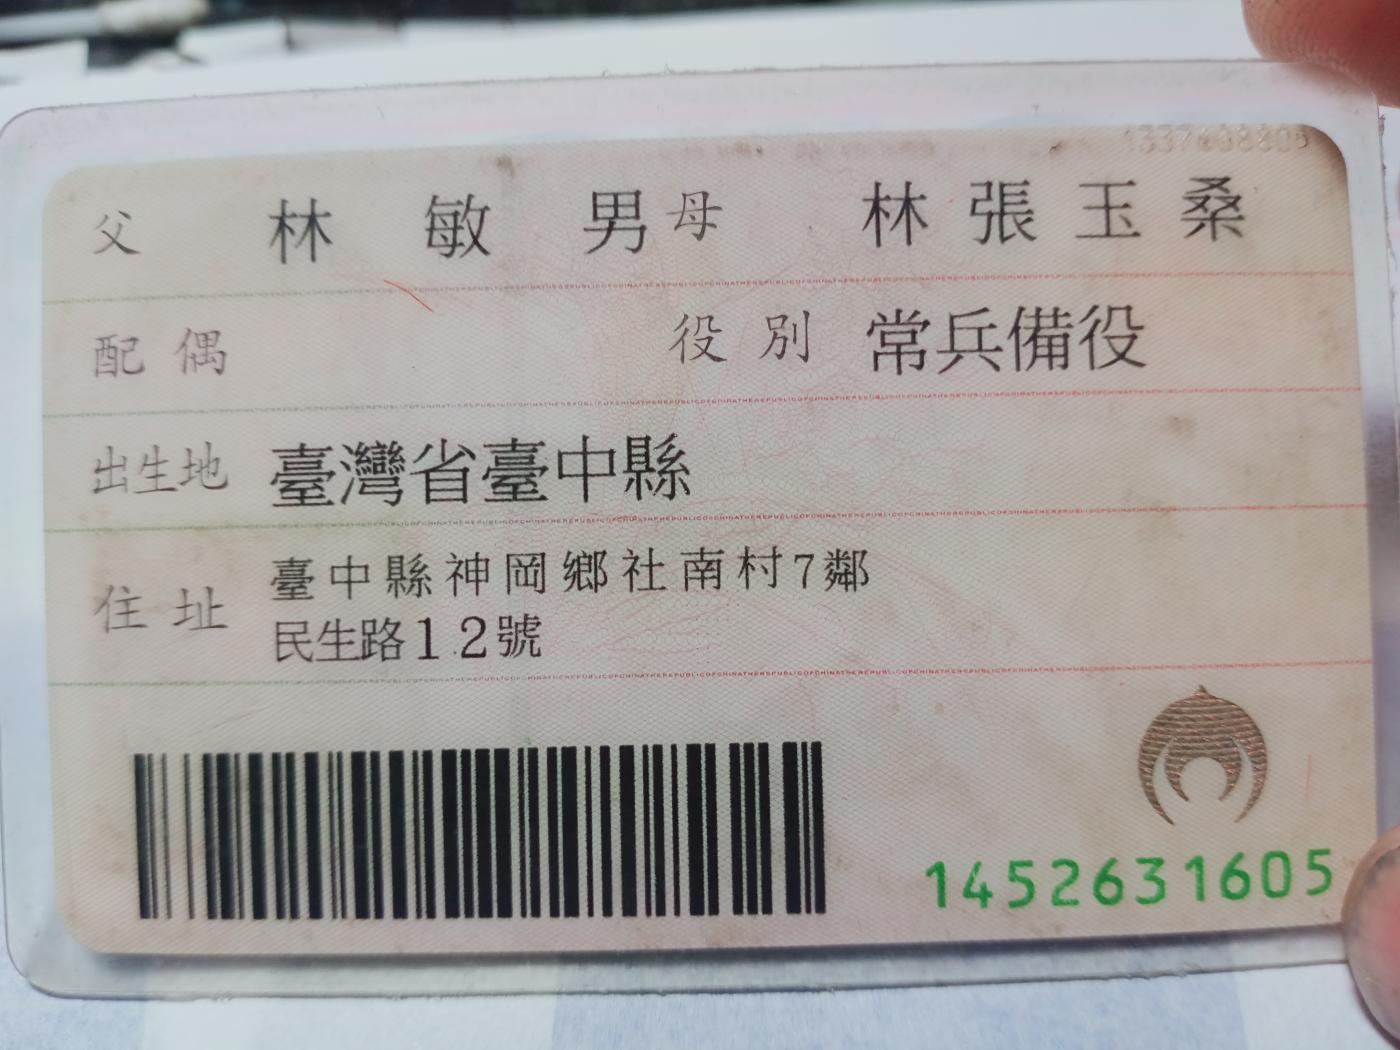 父 林敏男 母 林張玉桑
配偶 役別 常兵備役
出生地 臺灣省臺中縣
住址 臺中縣神岡鄉社南村7鄰
民生路12號
1452631605